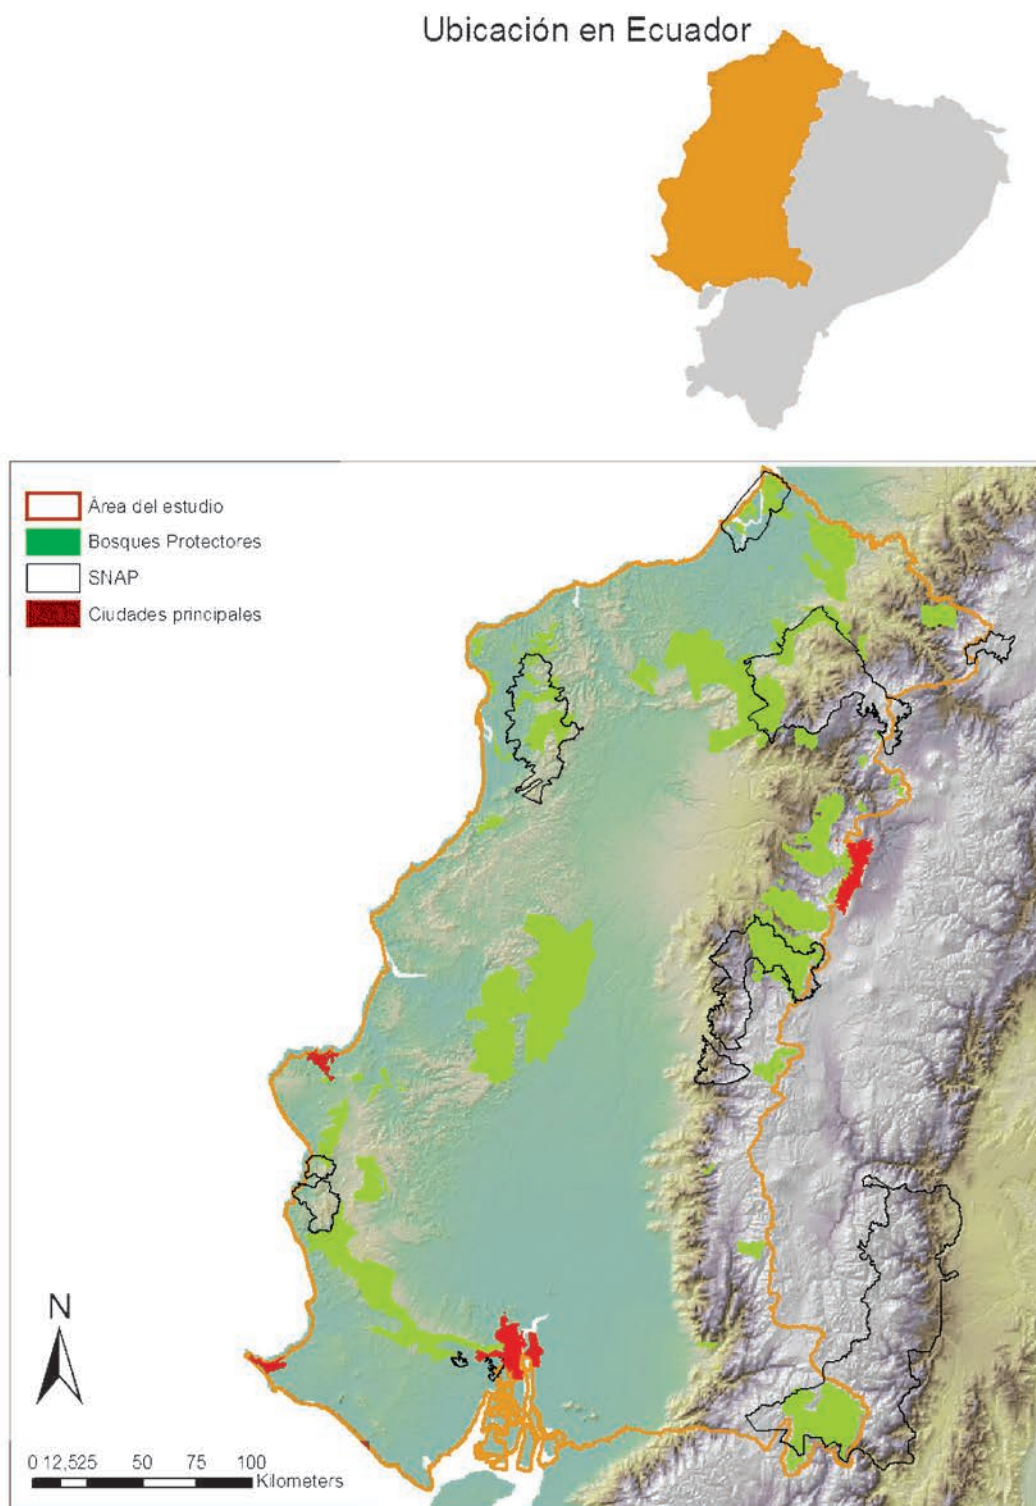 Ubicación en Ecuador
Área del estudio
Bosques Protectores
SNAP
Ciudades principales
N
0 12,525 50 75 100
Kilometers